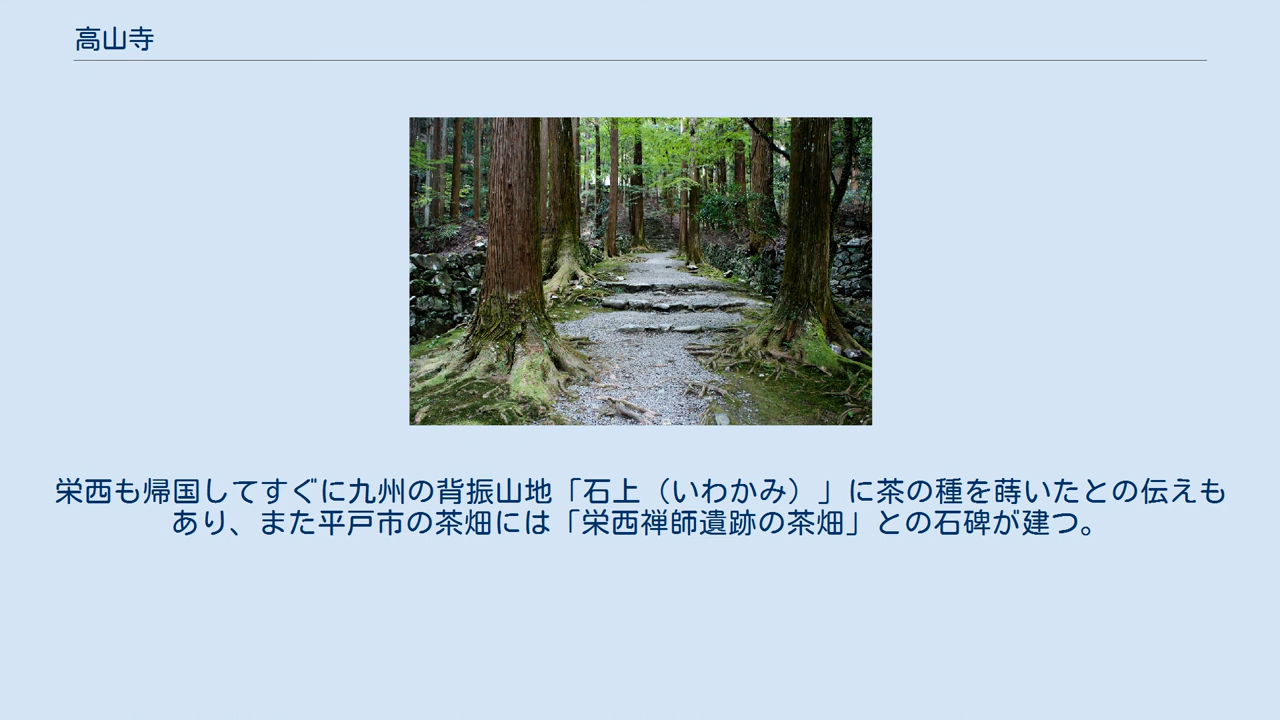 高山寺
栄西も帰国してすぐに九州の背振山地「石上（いわかみ）」に茶の種を蒔いたとの伝えも
あり、また平戸市の茶畑には「栄西禅師遺跡の茶畑」との石碑が建つ。